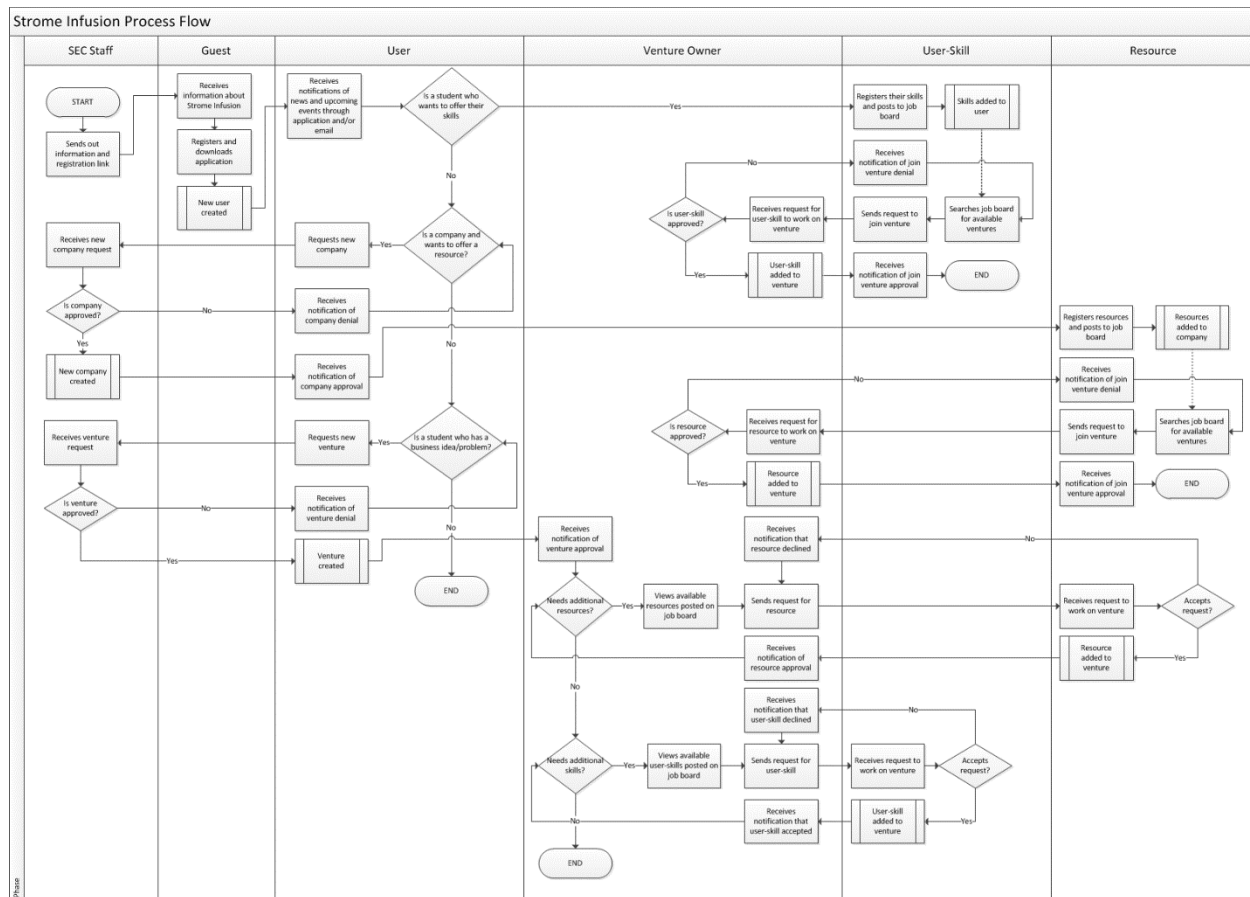 Strome Infusion Process Flow
SEC Staff
Guest
User
Venture Owner
User-Skill
Resource
START
Sends out
information and
registration link
Receives
information about
Strome Infusion
Registers and
downloads
application
New user
created
Receives
notifications of
news and upcoming
events through
application and/or
email
Is a student who
wants to offer their
skills
Yes
Registers their skills
and posts to job
board
Skills added to
user
No
Receives
notification of join
venture denial
No
Is user-skill
approved?
Receives request for
user-skill to work on
venture
Sends request to
join venture
Searches job board
for available
ventures
Yes
User-skill
added to
venture
Receives
notification of join
venture approval
END
Receives new
company request
Requests new
company
Yes
Is a company and
wants to offer a
resource?
Is company
approved?
No
Receives
notification of
company denial
Yes
New company
created
Receives
notification of
company approval
No
Registers resources
and posts to job
board
Resources
added to
company
No
Receives
notification of join
venture denial
Is resource
approved?
Receives request for
resource to work on
venture
Sends request to
join venture
Searches job board
for available
ventures
Yes
Resource
added to
venture
Receives
notification of join
venture approval
END
Receives venture
request
Requests new
venture
Yes
Is a student who has a
business idea/problem?
Is venture
approved?
No
Receives
notification of
venture denial
Yes
Venture
created
No
END
Receives
notification of
venture approval
Receives
notification that
resource declined
No
Needs additional
resources?
Yes
Views available
resources posted on
job board
Sends request for
resource
Receives request to
work on venture
Accepts
request?
Receives
notification of
resource approval
Resource
added to
venture
Yes
No
Receives
notification that
user-skill declined
No
Needs additional
skills?
Yes
Views available
user-skills posted on
job board
Sends request for
user-skill
Receives request to
work on venture
Accepts
request?
No
Receives
notification that
user-skill accepted
User-skill
added to
venture
Yes
END
Phase